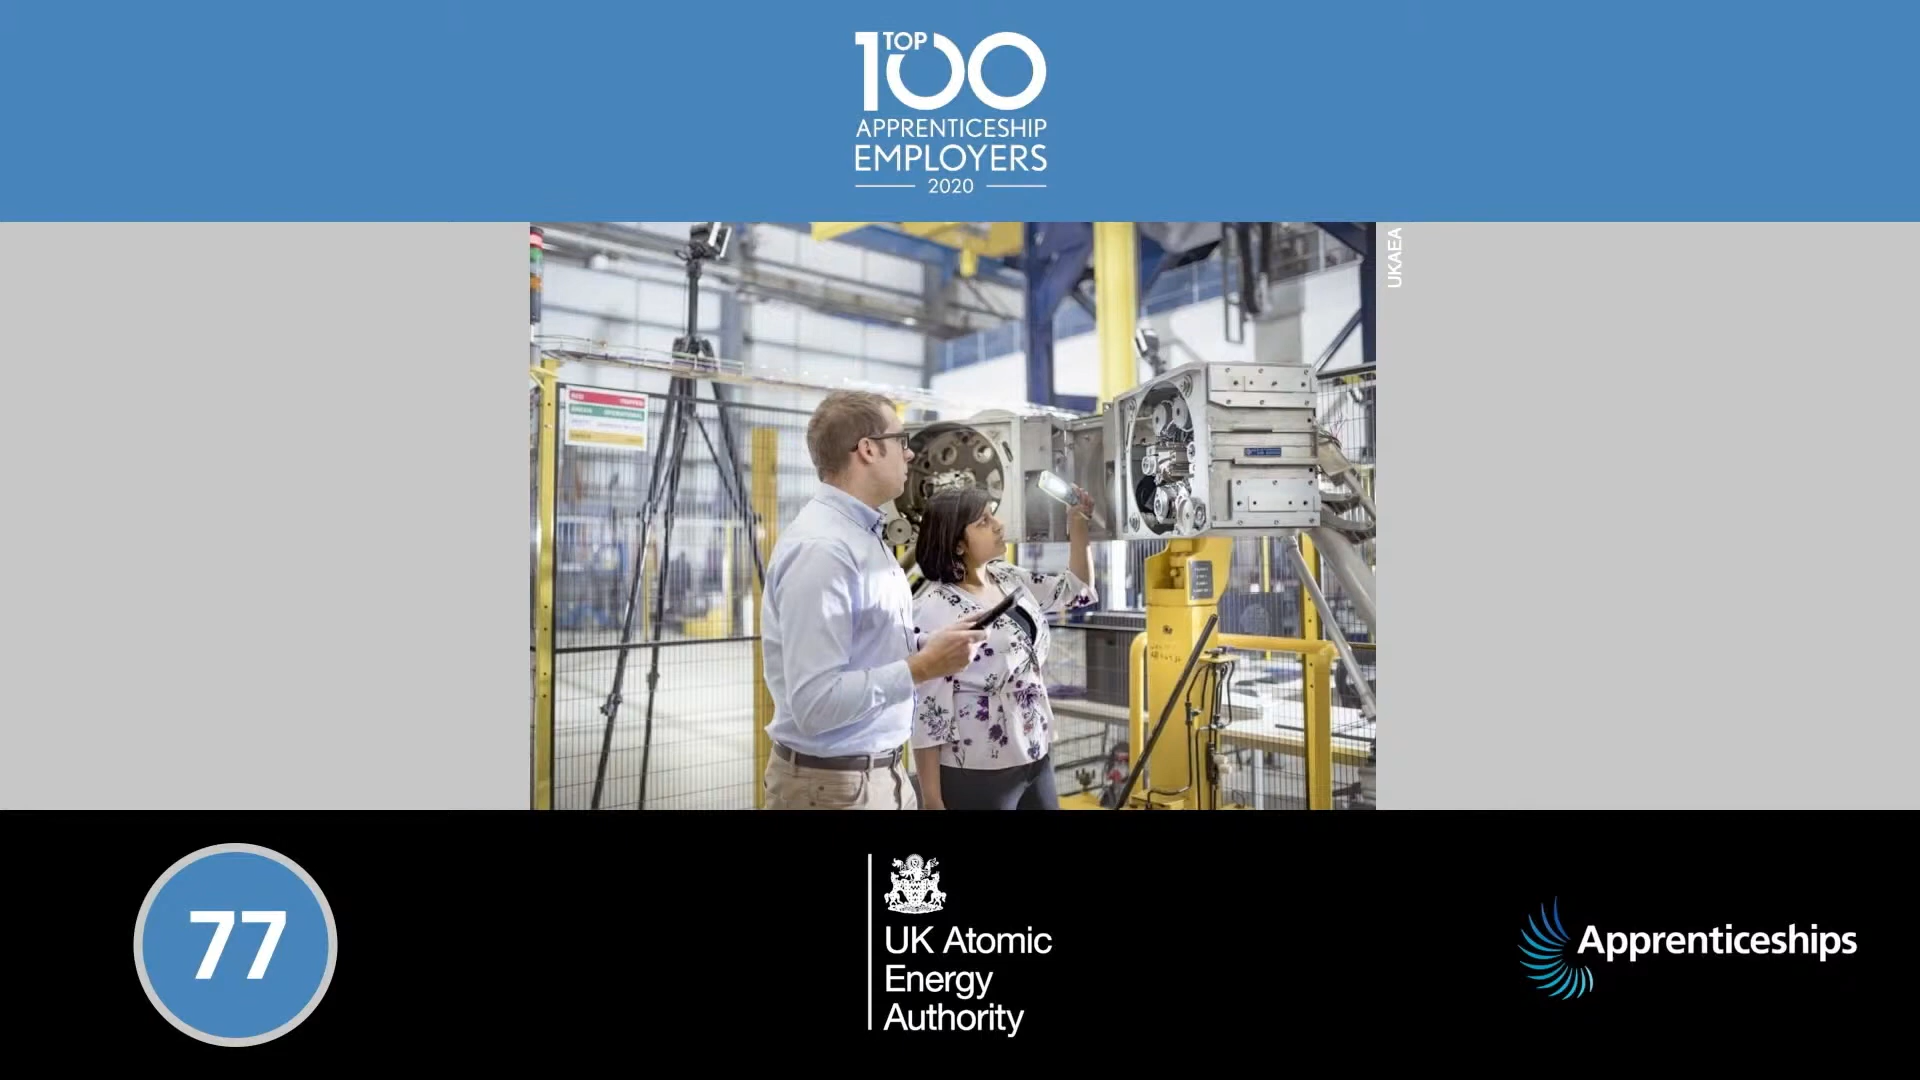 TOP
100
APPRENTICESHIP
EMPLOYERS
2020
UKAEA
77
UK Atomic
Energy
Authority
Apprenticeships